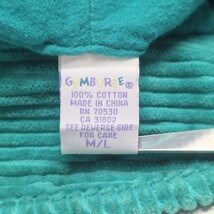 GYMBOREE
100% COTTON
MADE IN CHINA
RN 70530
CA 31802
SEE REVERSE SIDE
FOR CARE
M/L